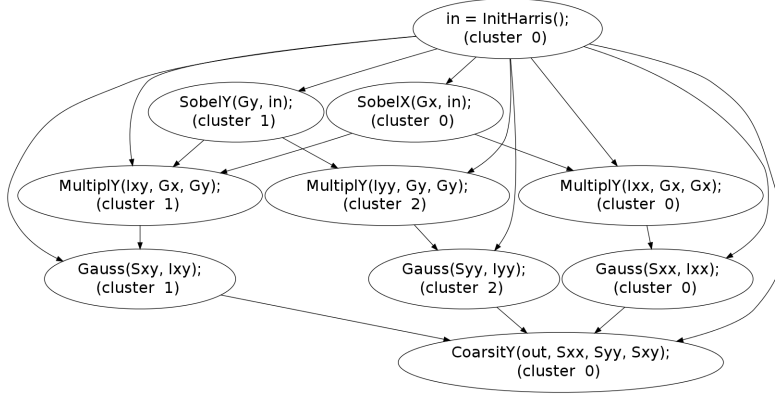 in = InitHarris();
(cluster 0)
SobelY(Gy, in);
(cluster 1)
SobelX(Gx, in);
(cluster 0)
MultiplY(Ixy, Gx, Gy);
(cluster 1)
MultiplY(Iyy, Gy, Gy);
(cluster 2)
MultiplY(Ixx, Gx, Gx);
(cluster 0)
Gauss(Sxy, Ixy);
(cluster 1)
Gauss(Syy, Iyy);
(cluster 2)
Gauss(Sxx, Ixx);
(cluster 0)
CoarsitY(out, Sxx, Syy, Sxy);
(cluster 0)